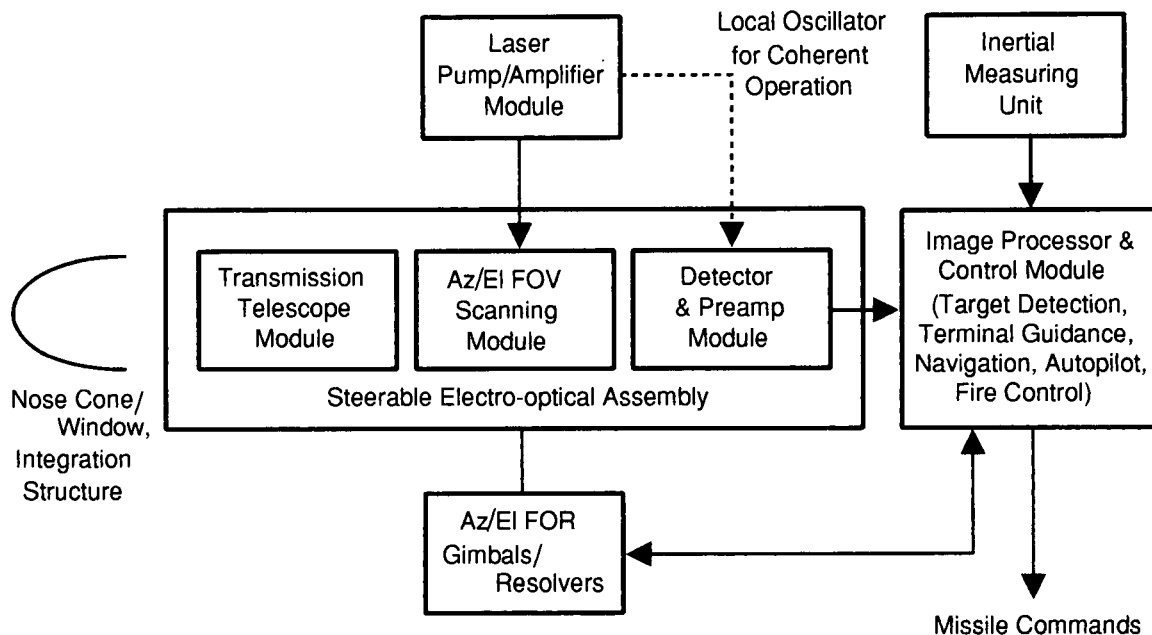 Laser
Pump/Amplifier
Module
Local Oscillator
for Coherent
Operation
Inertial
Measuring
Unit
Transmission
Telescope
Module
Az/El FOV
Scanning
Module
Detector
& Preamp
Module
Steerable Electro-optical Assembly
Image Processor &
Control Module
(Target Detection,
Terminal Guidance,
Navigation, Autopilot,
Fire Control)
Nose Cone/
Window,
Integration
Structure
Az/El FOR
Gimbals/
Resolvers
Missile Commands